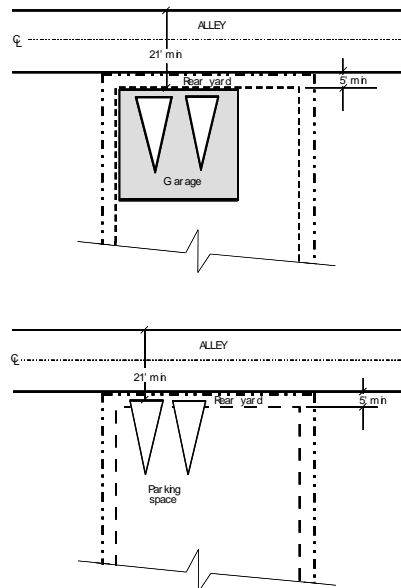 ALLEY
℄
21' min
Rear yard
5' min
Garage
ALLEY
℄
21' min
Rear yard
5' min
Parking
space